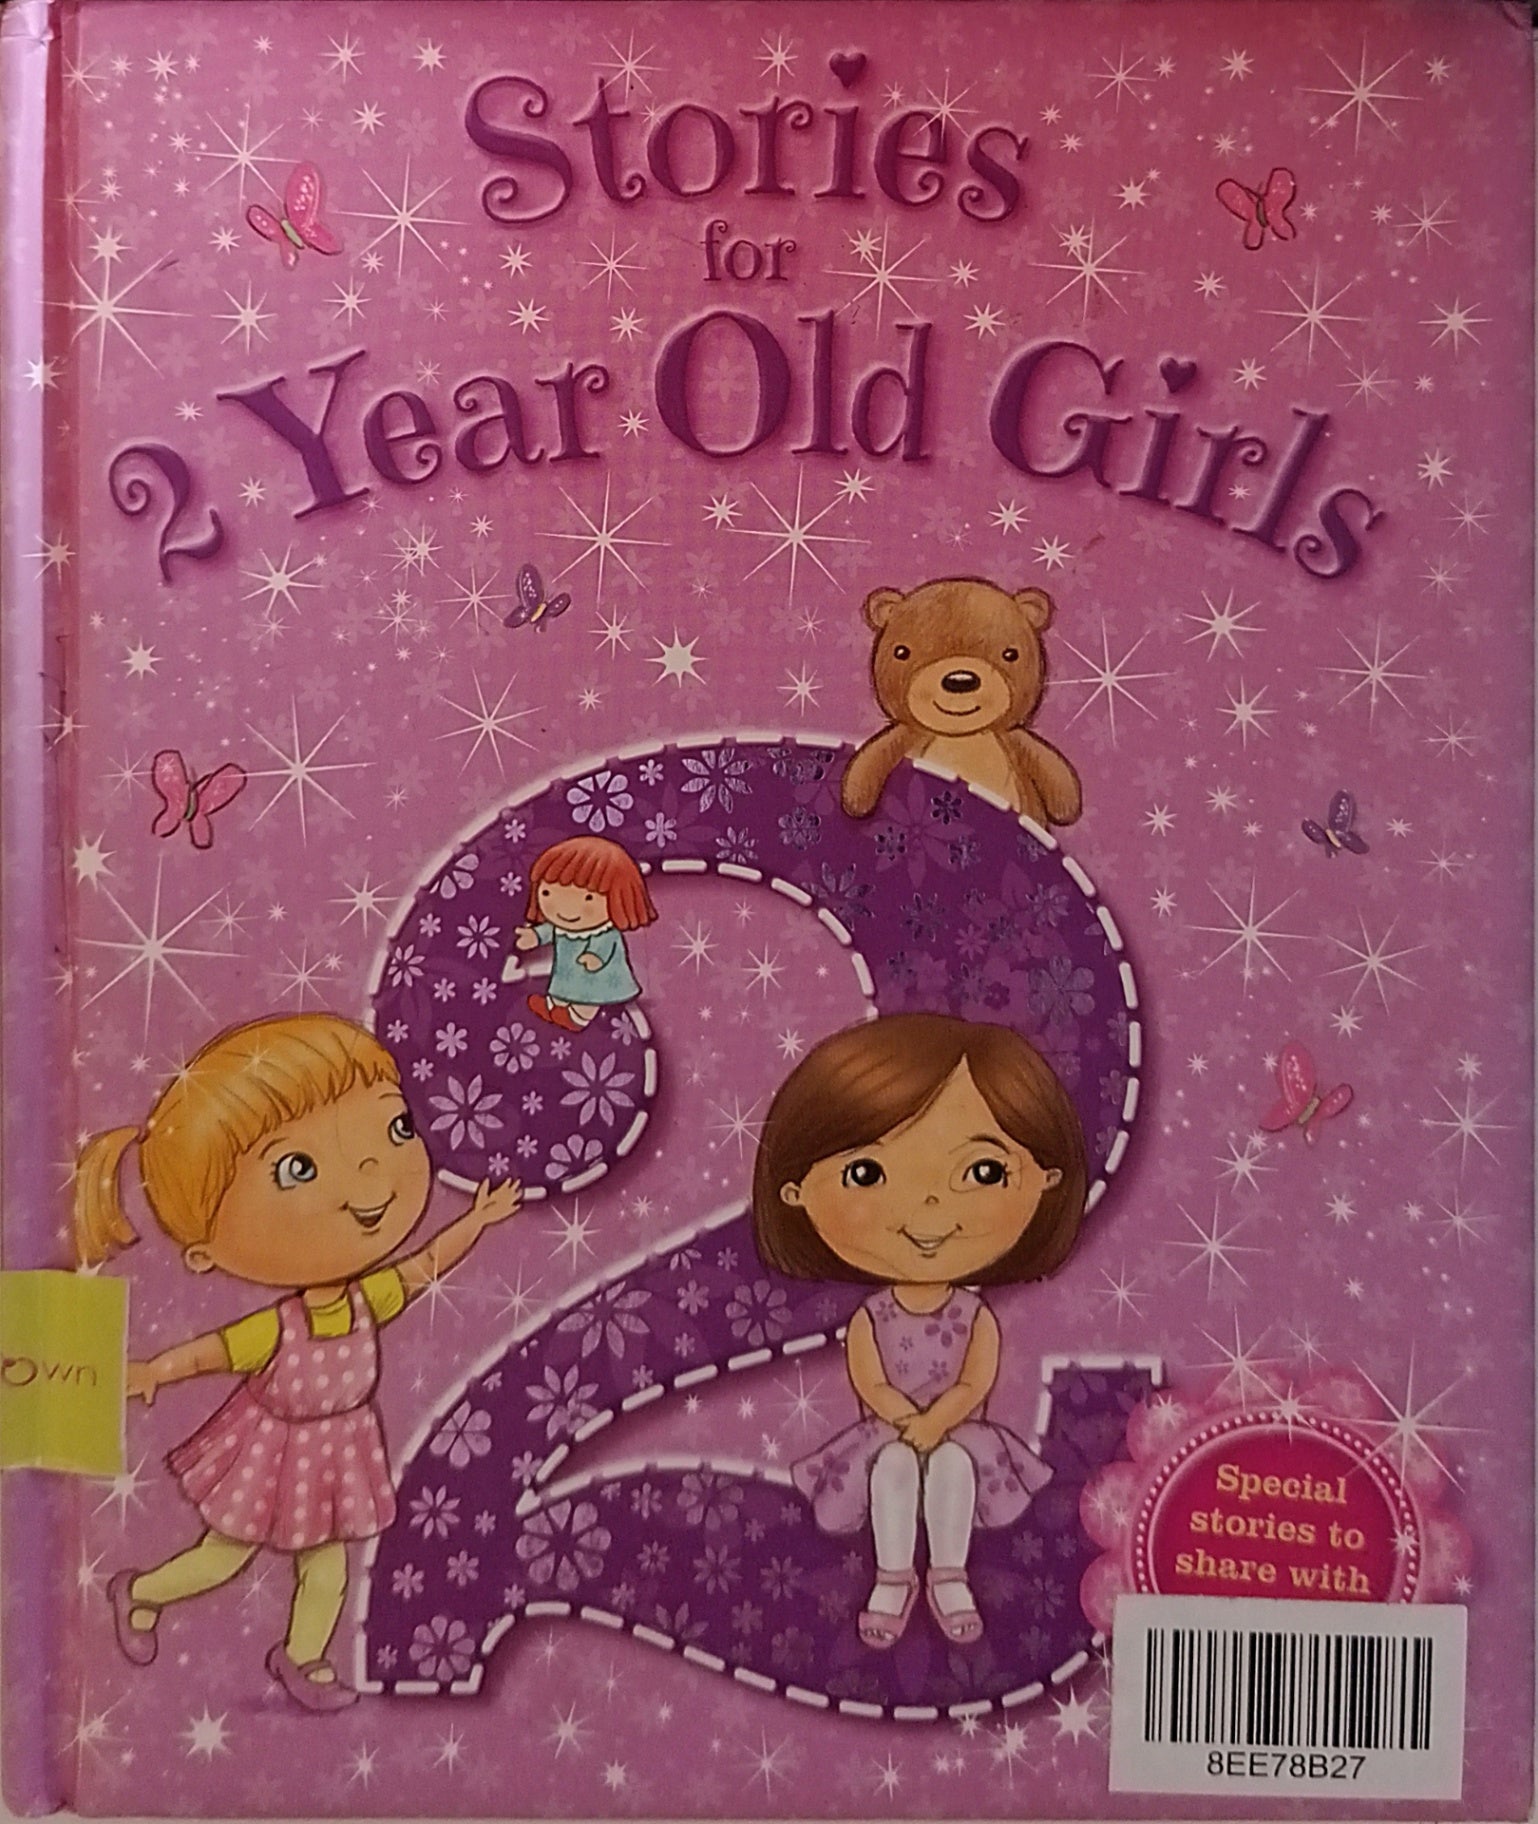 Stories
for
2 Year Old Girls
own
Special
stories to
share with
8EE78B27